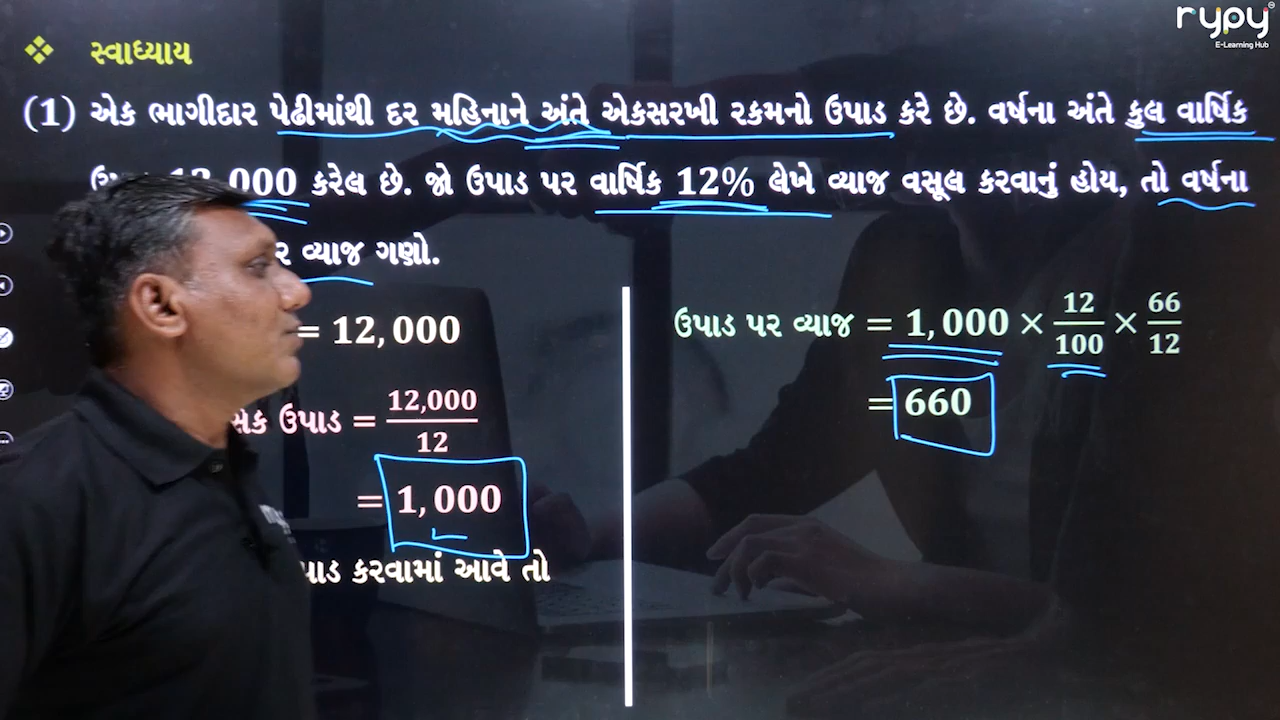 rypy
E-Learning Hub
❖ સ્વાધ્યાય
(1) એક ભાગીદાર પેઢીમાંથી દર મહિનાને અંતે એકસરખી રકમનો ઉપાડ કરે છે. વર્ષના અંતે કુલ વાર્ષિક
12,000 કરેલ છે. જો ઉપાડ પર વાર્ષિક 12% લેખે વ્યાજ વસૂલ કરવાનું હોય, તો વર્ષના
વ્યાજ ગણો.
= 12,000
ઉપાડ = 12,000/12
= 1,000
કરવામાં આવે તો
ઉપાડ પર વ્યાજ = 1,000 × 12/100 × 66/12
= 660